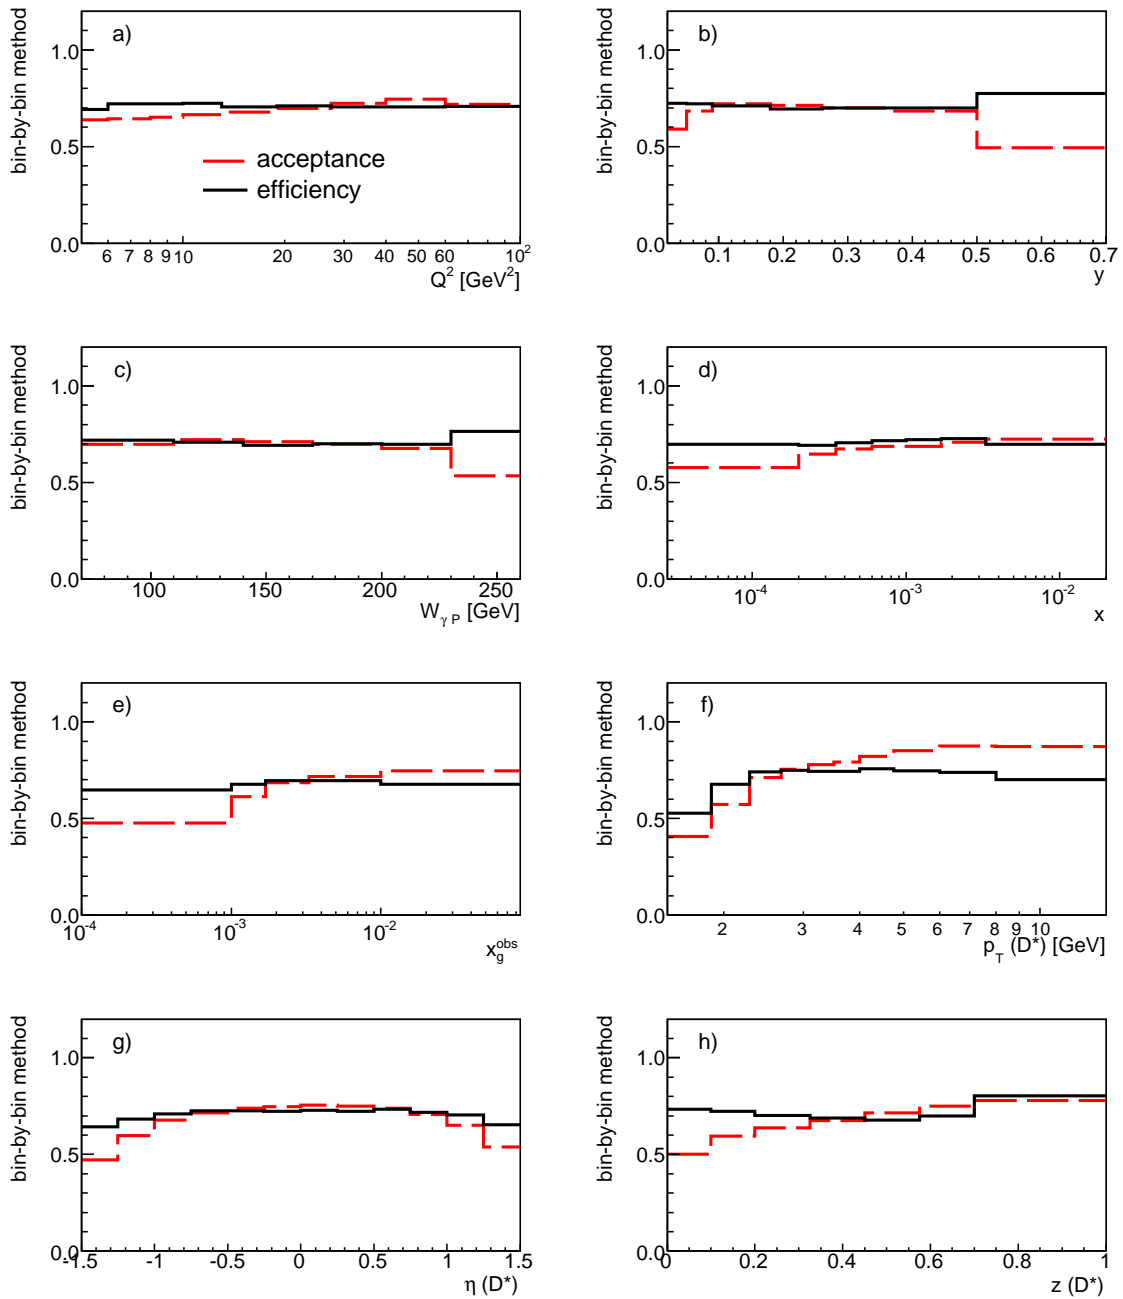 bin-by-bin method
a)
1.0
0.5
0.0
acceptance
efficiency
6 7 8 9 10 20 30 40 50 60 10²
Q² [GeV²]
bin-by-bin method
b)
1.0
0.5
0.0
0.1 0.2 0.3 0.4 0.5 0.6 0.7
y
bin-by-bin method
c)
1.0
0.5
0.0
100 150 200 250
W_γ P [GeV]
bin-by-bin method
d)
1.0
0.5
0.0
10⁻⁴ 10⁻³ 10⁻²
x
bin-by-bin method
e)
1.0
0.5
0.0
10⁻⁴ 10⁻³ 10⁻²
x_g^obs
bin-by-bin method
f)
1.0
0.5
0.0
2 3 4 5 6 7 8 9 10
p_T (D*) [GeV]
bin-by-bin method
g)
1.0
0.5
0.0
-1.5 -1 -0.5 0 0.5 1 1.5
η (D*)
bin-by-bin method
h)
1.0
0.5
0.0
0 0.2 0.4 0.6 0.8 1
z (D*)